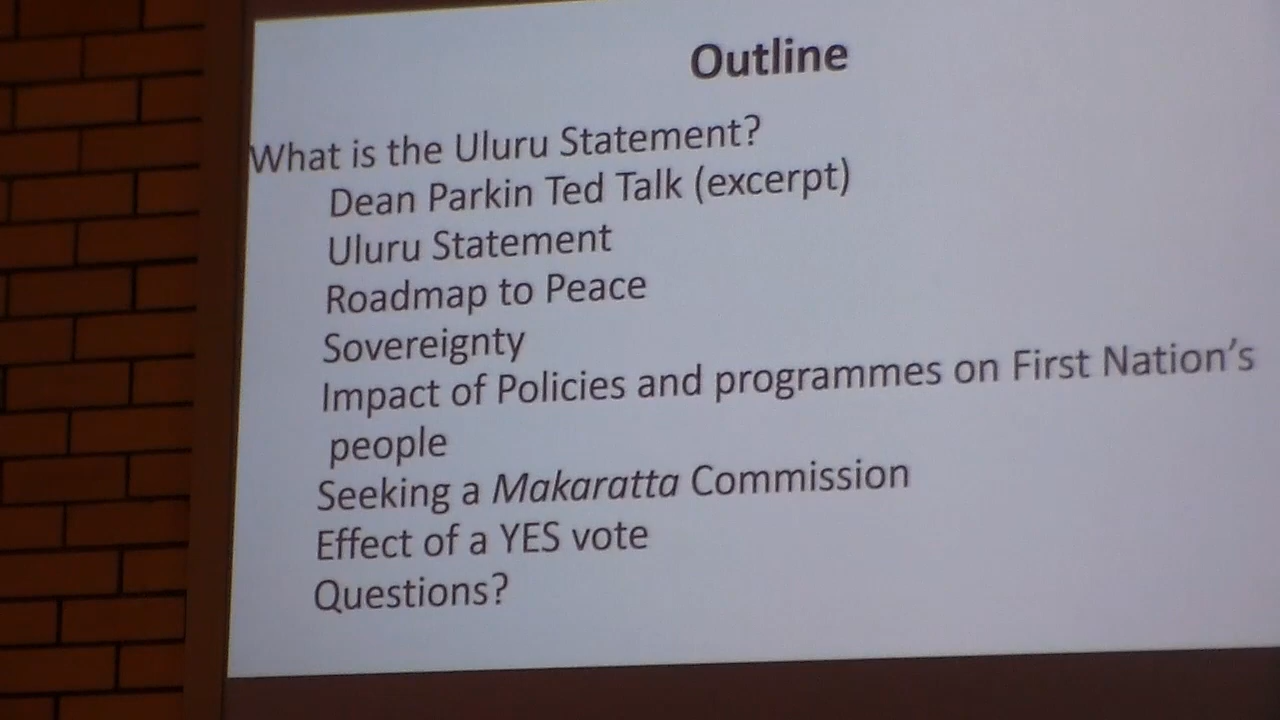 Outline
What is the Uluru Statement?
Dean Parkin Ted Talk (excerpt)
Uluru Statement
Roadmap to Peace
Sovereignty
Impact of Policies and programmes on First Nation’s
people
Seeking a Makaratta Commission
Effect of a YES vote
Questions?